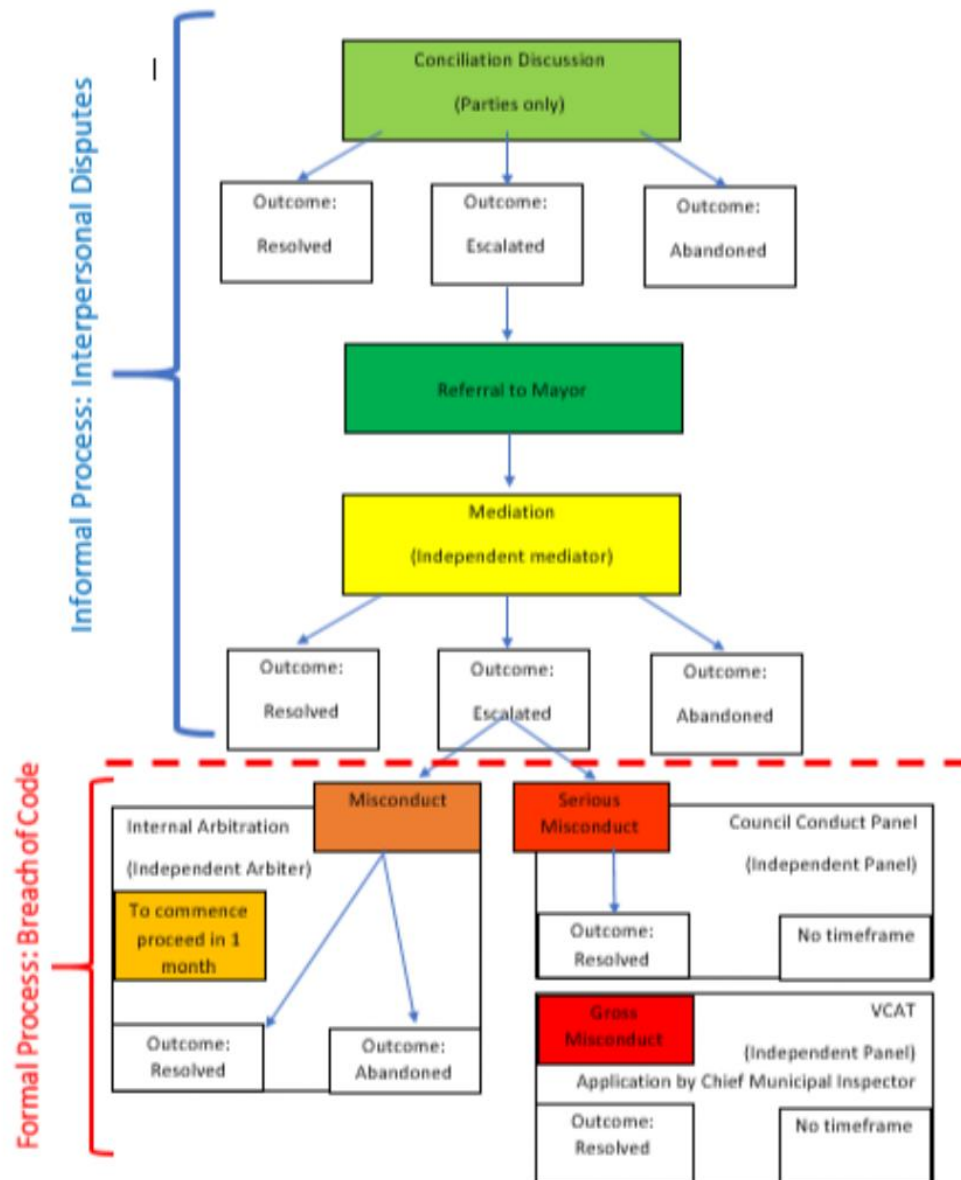 Informal Process: Interpersonal Disputes
Conciliation Discussion
(Parties only)
Outcome:
Resolved
Outcome:
Escalated
Outcome:
Abandoned
Referral to Mayor
Mediation
(Independent mediator)
Outcome:
Resolved
Outcome:
Escalated
Outcome:
Abandoned
Formal Process: Breach of Code
Misconduct
Internal Arbitration
(Independent Arbiter)
To commence
proceed in 1
month
Outcome:
Resolved
Outcome:
Abandoned
Serious
Misconduct
Council Conduct Panel
(Independent Panel)
Outcome:
Resolved
No timeframe
Gross
Misconduct
VCAT
(Independent Panel)
Application by Chief Municipal Inspector
Outcome:
Resolved
No timeframe